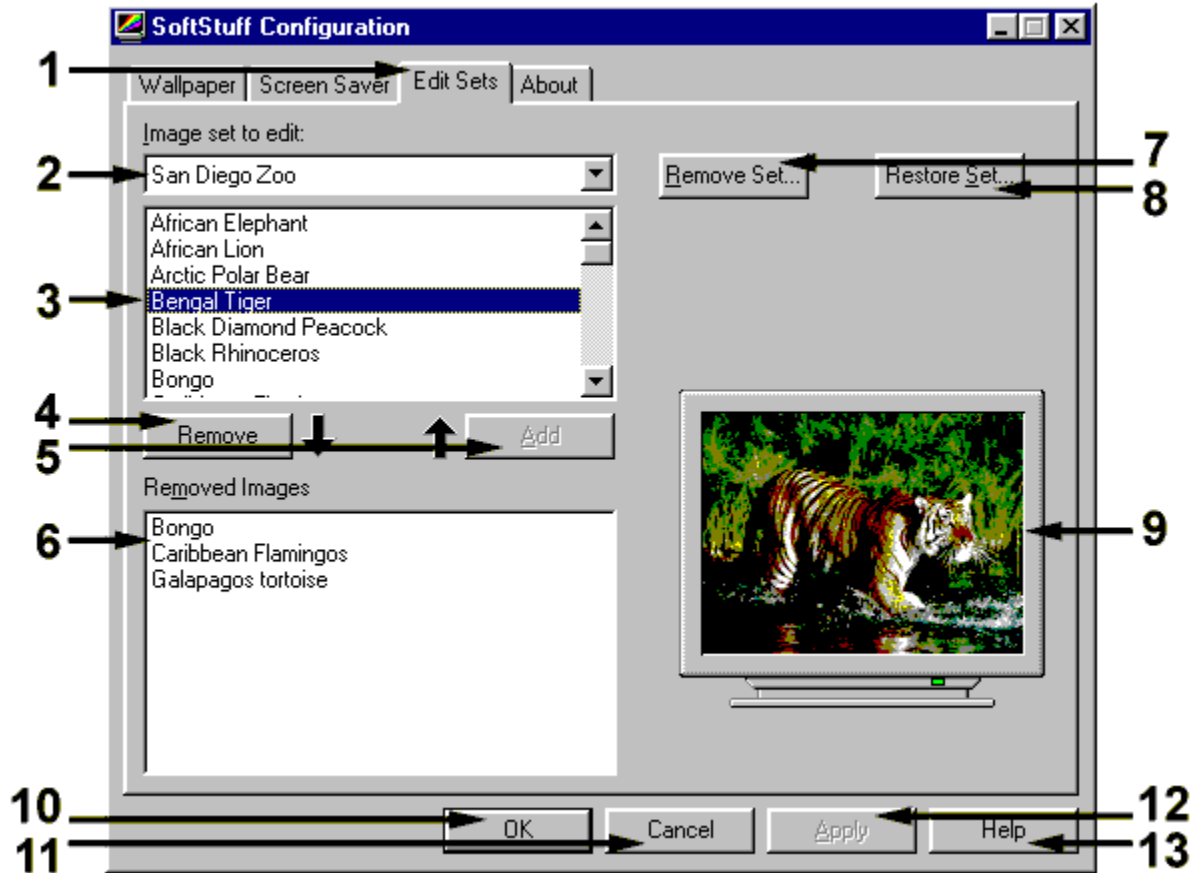 SoftStuff Configuration
1
Wallpaper
Screen Saver
Edit Sets
About
Image set to edit:
2
San Diego Zoo
Remove Set...
7
Restore Set...
8
African Elephant
African Lion
Arctic Polar Bear
3
Bengal Tiger
Black Diamond Peacock
Black Rhinoceros
Bongo
4
Remove
5
Add
Removed Images
6
Bongo
Caribbean Flamingos
Galapagos tortoise
9
10
OK
11
Cancel
12
Apply
Help
13